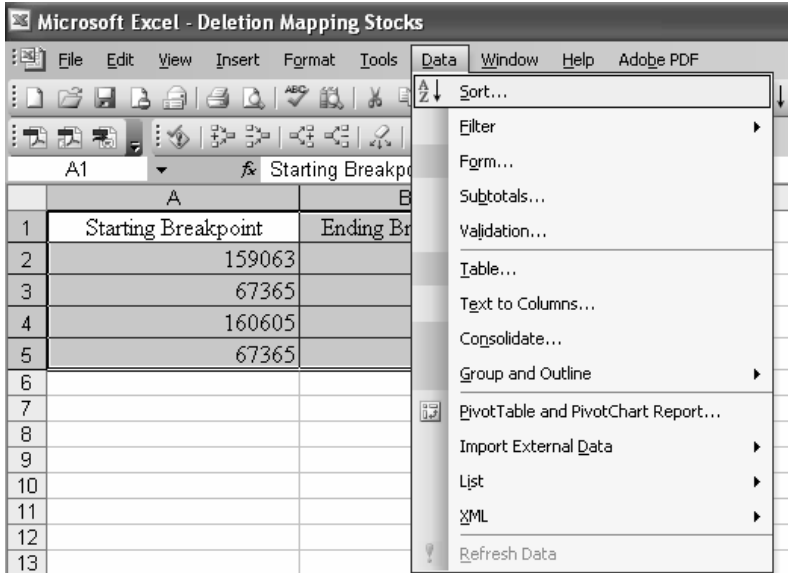 Microsoft Excel - Deletion Mapping Stocks
File Edit View Insert Format Tools Data Window Help Adobe PDF
ABC
Sort...
Filter
Form...
Subtotals...
Validation...
Table...
Text to Columns...
Consolidate...
Group and Outline
PivotTable and PivotChart Report...
Import External Data
List
XML
Refresh Data
A1 fx Starting Breakp
A B
1 Starting Breakpoint Ending Br
2 159063
3 67365
4 160605
5 67365
6
7
8
9
10
11
12
13